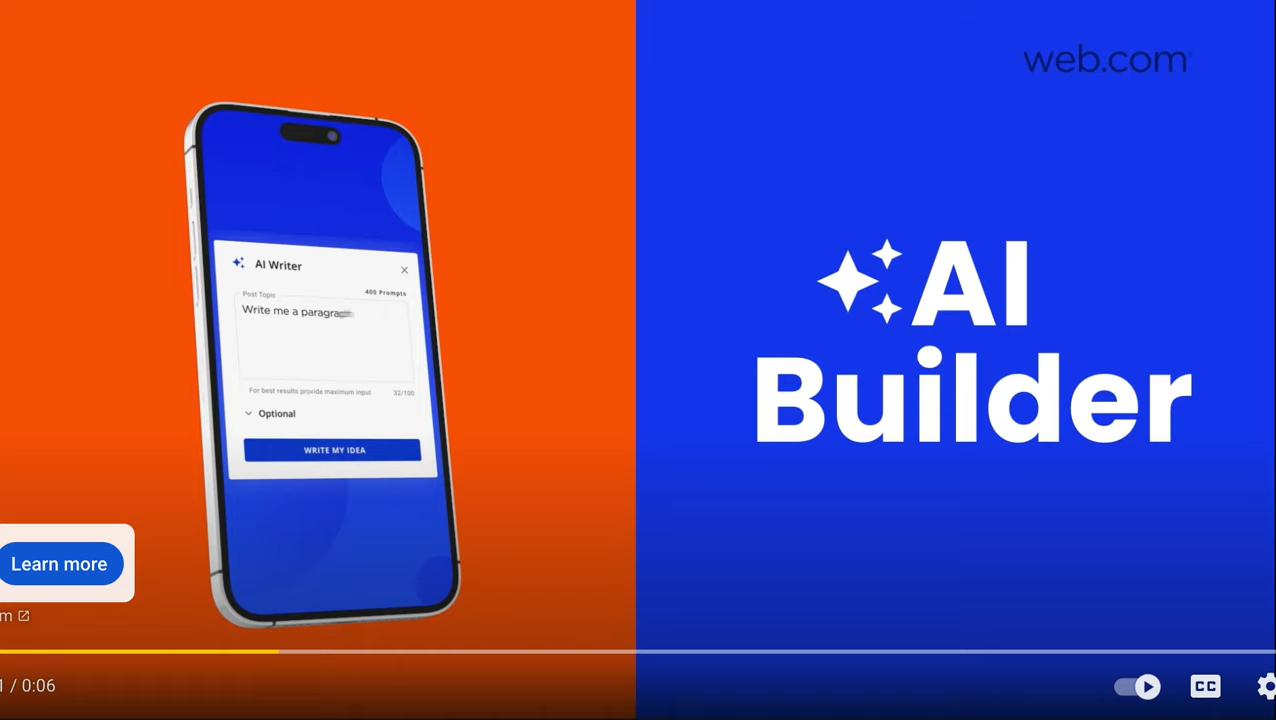 web.com
AI Writer
400 Prompts
Post Topic
Write me a
For best results provide maximum input
32/100
Optional
WRITE MY IDEA
AI
Builder
Learn more
m
/ 0:06
CC